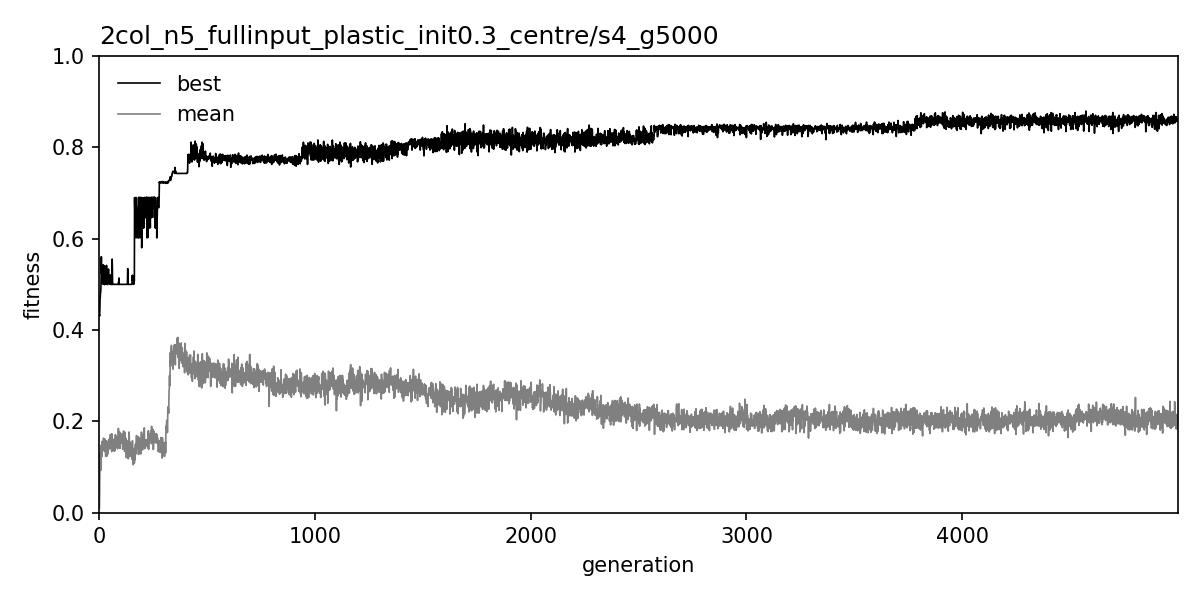 2col_n5_fullinput_plastic_init0.3_centre/s4_g5000
best
mean
fitness
1.0
0.8
0.6
0.4
0.2
0.0
0 1000 2000 3000 4000
generation